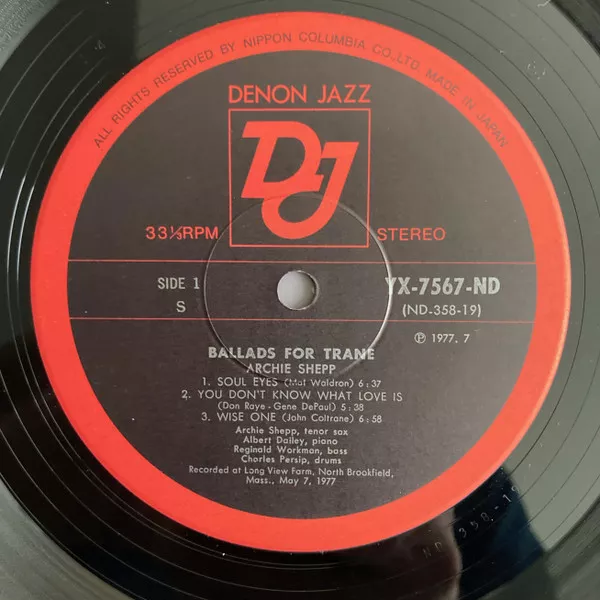 ALL RIGHTS RESERVED BY NIPPON COLUMBIA CO., LTD. MADE IN JAPAN
DENON JAZZ
DJ
33⅓RPM
STEREO
SIDE 1
YX-7567-ND
S
(ND-358-19)
Ⓟ 1977. 7
BALLADS FOR TRANE
ARCHIE SHEPP
1. SOUL EYES (Mat Waldron) 6:37
2. YOU DON'T KNOW WHAT LOVE IS
(Don Raye - Gene DePaul) 5:38
3. WISE ONE (John Coltrane) 6:58
Archie Shepp, tenor sax
Albert Dailey, piano
Reginald Workman, bass
Charles Persip, drums
Recorded at Long View Farm, North Brookfield,
Mass., May 7, 1977